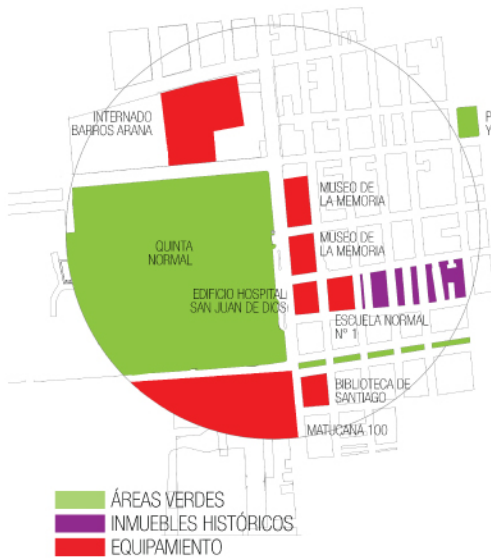 INTERNADO
BARROS ARANA
P
Y
MUSEO DE
LA MEMORIA
QUINTA
NORMAL
MUSEO DE
LA MEMORIA
EDIFICIO HOSPITAL
SAN JUAN DE DIOS
ESCUELA NORMAL
Nº 1
BIBLIOTECA DE
SANTIAGO
MATUCANA 100
ÁREAS VERDES
INMUEBLES HISTÓRICOS
EQUIPAMIENTO